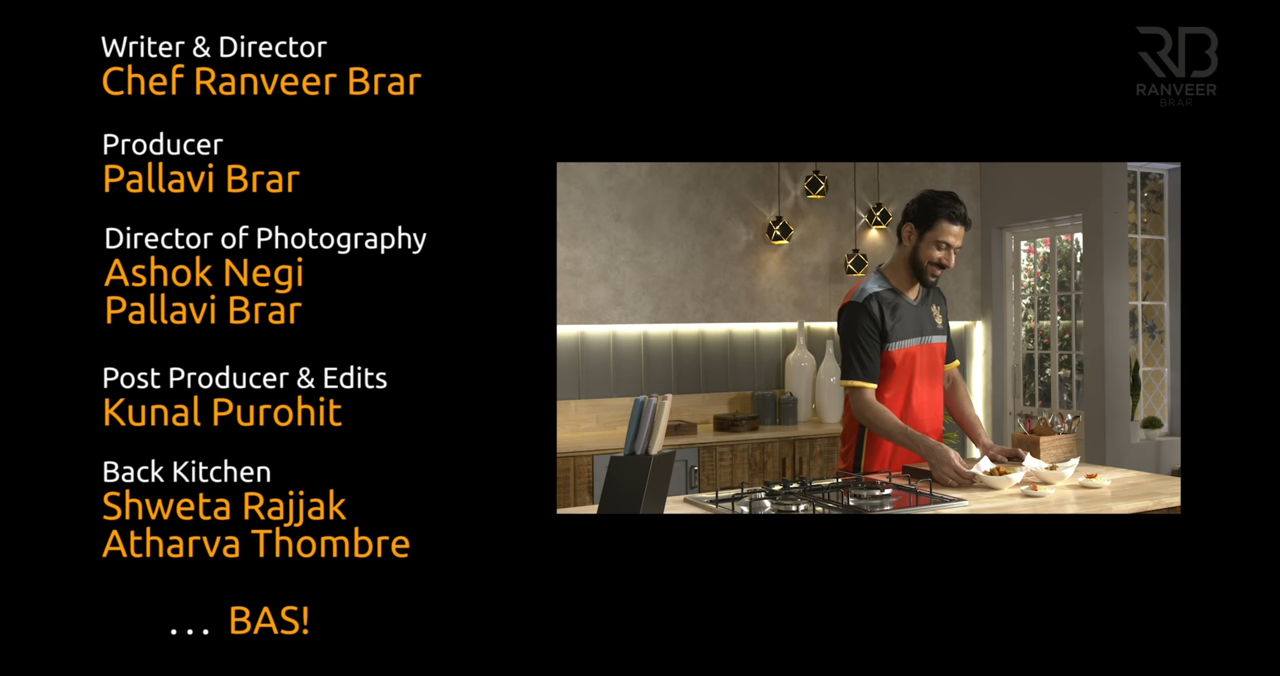 Writer & Director
Chef Ranveer Brar
Producer
Pallavi Brar
Director of Photography
Ashok Negi
Pallavi Brar
Post Producer & Edits
Kunal Purohit
Back Kitchen
Shweta Rajjak
Atharva Thombre
... BAS!
RB
RANVEER
BRAR